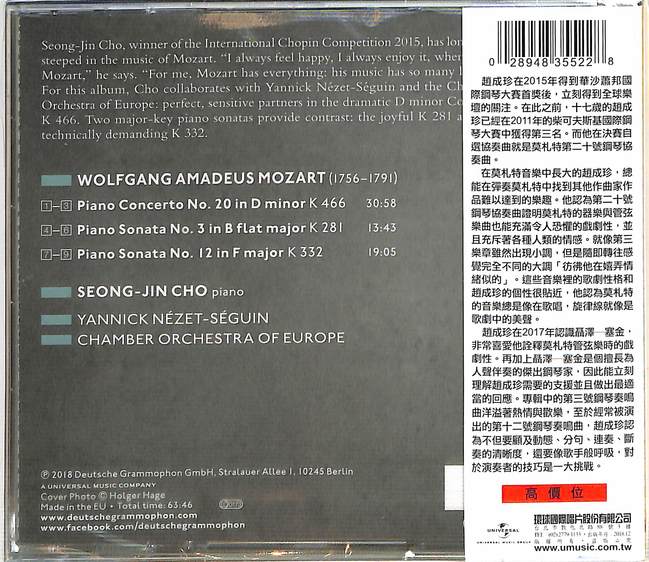 Seong-Jin Cho, winner of the International Chopin Competition 2015, has lon
steeped in the music of Mozart. “I always feel happy, I always enjoy it, when
Mozart,” he says. “For me, Mozart has everything: his music has so many l
For this album, Cho collaborates with Yannick Nézet-Séguin and the C
Orchestra of Europe: perfect, sensitive partners in the dramatic D minor Co
K 466. Two major-key piano sonatas provide contrast: the joyful K 281 a
technically demanding K 332.
WOLFGANG AMADEUS MOZART (1756–1791)
1–3 Piano Concerto No. 20 in D minor K 466 30:58
4–6 Piano Sonata No. 3 in B flat major K 281 13:43
7–9 Piano Sonata No. 12 in F major K 332 19:05
SEONG-JIN CHO piano
YANNICK NÉZET-SÉGUIN
CHAMBER ORCHESTRA OF EUROPE
℗ 2018 Deutsche Grammophon GmbH, Stralauer Allee 1, 10245 Berlin
A UNIVERSAL MUSIC COMPANY
Cover Photo © Holger Hage
Made in the EU • Total time: 63:46
www.deutschegrammophon.com
www.facebook.com/deutschegrammophon
0 28948 35522 8
趙成珍在2015年得到華沙蕭邦國
際鋼琴大賽首獎後，立刻得到全球樂
壇的關注。在此之前，十七歲的趙成
珍已經在2011年的柴可夫斯基國際鋼
琴大賽中獲得第三名。而他在決賽自
選協奏曲就是莫札特第二十號鋼琴協
奏曲。
在莫札特音樂中長大的趙成珍，總
能在彈奏莫札特中找到其他作曲家作
品難以達到的樂趣。他認為第二十號
鋼琴協奏曲證明莫札特的器樂與管弦
樂曲也能充滿令人恐懼的戲劇性，並
且充斥著各種人類的情感。就像第三
樂章雖然出現小調，但是隨即轉往感
覺完全不同的大調「彷彿他在嬉弄情
緒似的」。這些音樂裡的歌劇性格和
趙成珍的個性很貼近，他認為莫札特
的音樂總是像在歌唱，旋律線就像是
歌劇中的美聲。
趙成珍在2017年認識聶澤－塞金，
非常喜愛他詮釋莫札特管弦樂時的戲
劇性。再加上聶澤－塞金是個擅長為
人聲伴奏的傑出鋼琴家，因此能立刻
理解趙成珍需要的支援並且做出最適
當的回應。專輯中的第三號鋼琴奏鳴
曲洋溢著熱情與歡樂，至於經常被演
出的第十二號鋼琴奏鳴曲，趙成珍認
為不但要顧及動態、分句、連奏、斷
奏的清晰度，還要像歌手般呼吸，對
於演奏者的技巧是一大挑戰。
高價位
UNIVERSAL
UNIVERSAL MUSIC GROUP
環球國際唱片股份有限公司
www.umusic.com.tw